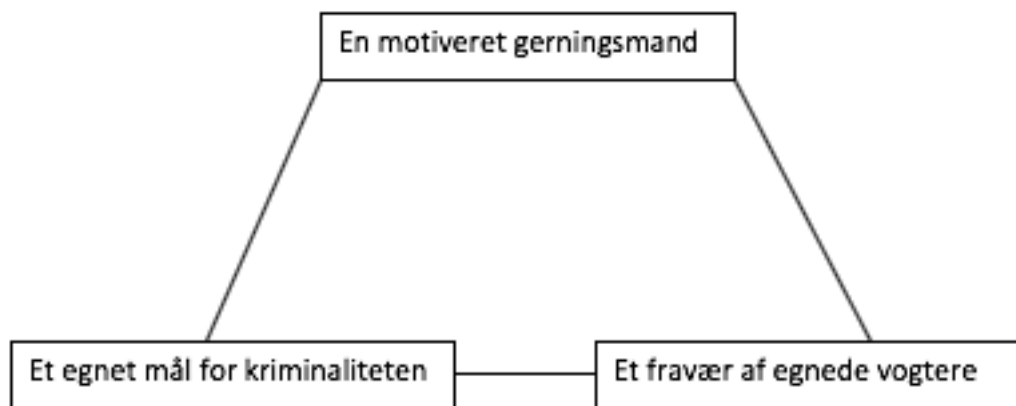 En motiveret gerningsmand
Et egnet mål for kriminaliteten
Et fravær af egnede vogtere